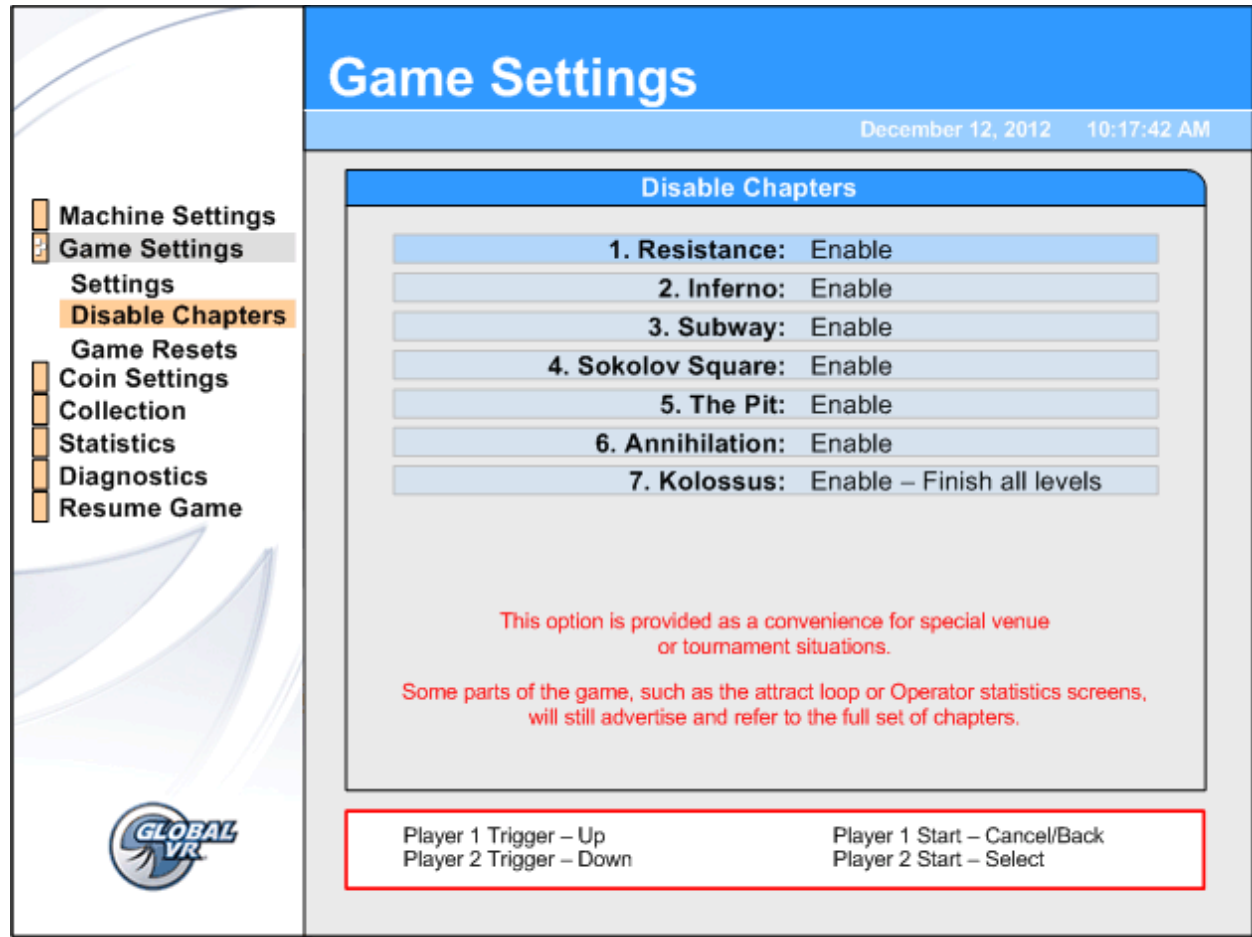 Game Settings
December 12, 2012 10:17:42 AM
Machine Settings
Game Settings
Settings
Disable Chapters
Game Resets
Coin Settings
Collection
Statistics
Diagnostics
Resume Game
GLOBAL
VR
Disable Chapters
1. Resistance: Enable
2. Inferno: Enable
3. Subway: Enable
4. Sokolov Square: Enable
5. The Pit: Enable
6. Annihilation: Enable
7. Kolossus: Enable – Finish all levels
This option is provided as a convenience for special venue
or tournament situations.
Some parts of the game, such as the attract loop or Operator statistics screens,
will still advertise and refer to the full set of chapters.
Player 1 Trigger – Up
Player 2 Trigger – Down
Player 1 Start – Cancel/Back
Player 2 Start – Select